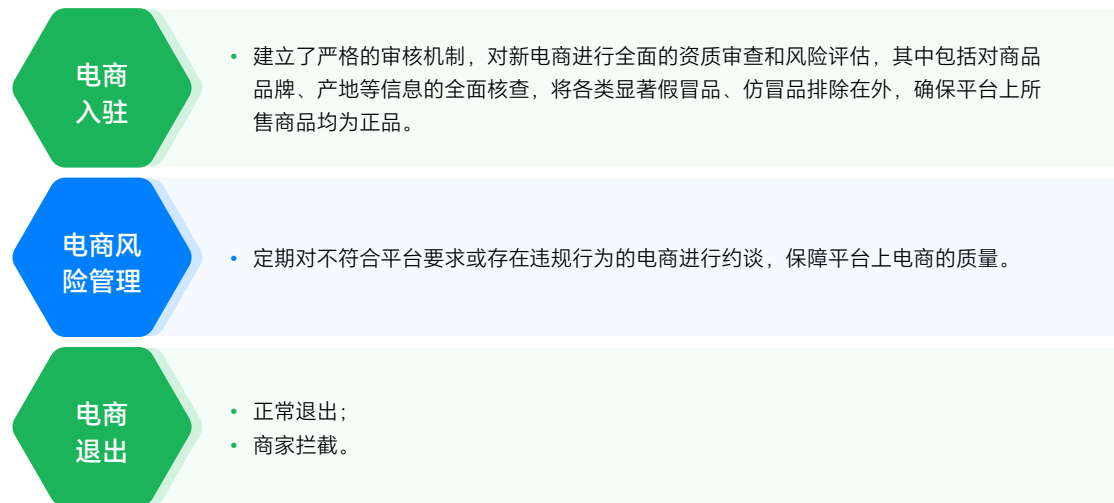 电商
入驻
• 建立了严格的审核机制，对新电商进行全面的资质审查和风险评估，其中包括对商品
品牌、产地等信息的全面核查，将各类显著假冒品、仿冒品排除在外，确保平台上所
售商品均为正品。
电商风
险管理
• 定期对不符合平台要求或存在违规行为的电商进行约谈，保障平台上电商的质量。
电商
退出
• 正常退出；
• 商家拦截。